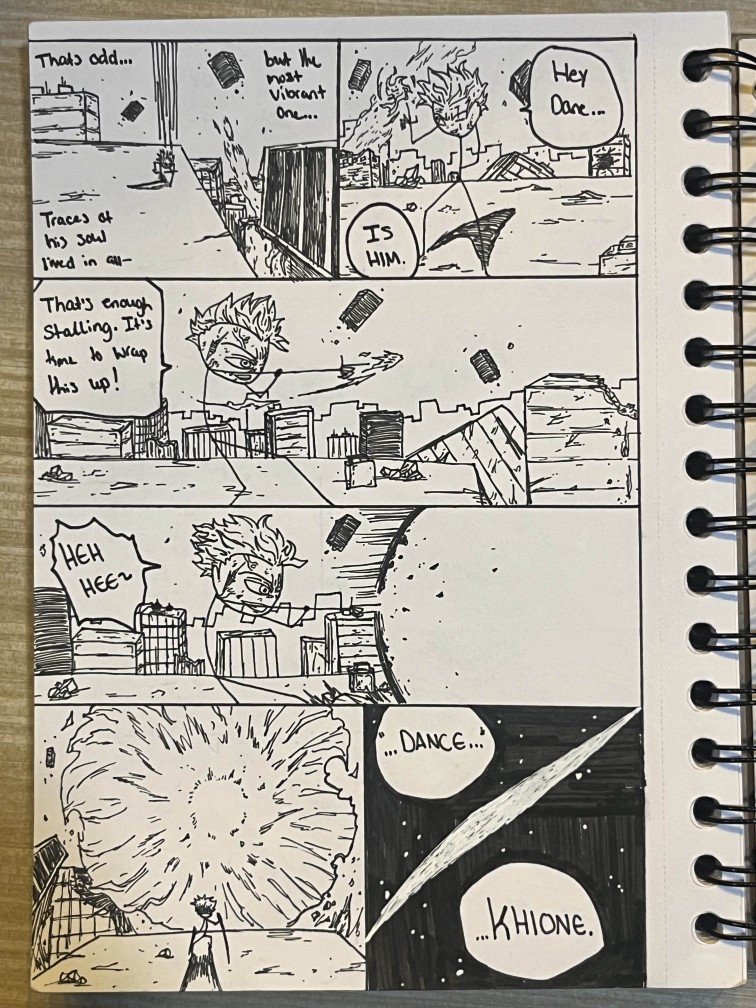 Thats odd...
but the
most
vibrant
one...
Traces of
his soul
lived in all-
Hey
Dane...
IS
HIM.
That's enough
Stalling. It's
time to wrap
this up!
HEH
HEE~
"...DANCE..."
...KHIONE.